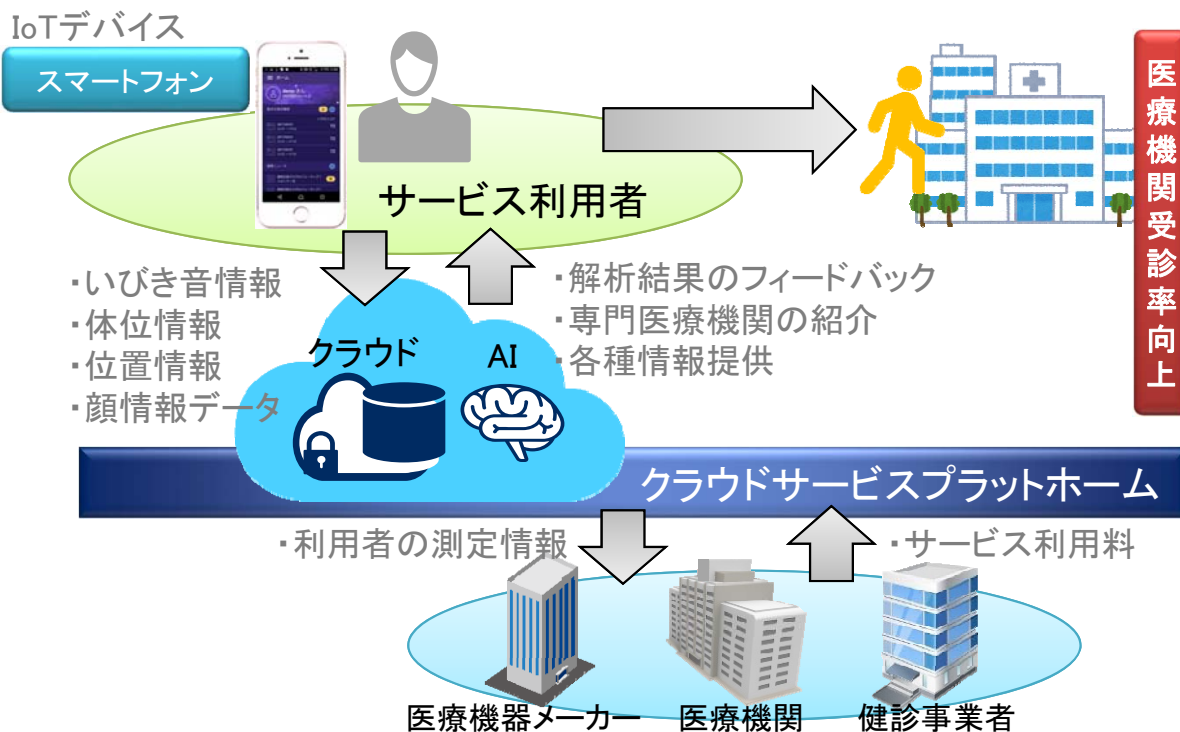 IoTデバイス
スマートフォン
ホーム
サービス利用者
医療機関受診率向上
・いびき音情報
・体位情報
・位置情報
・顔情報データ
・解析結果のフィードバック
・専門医療機関の紹介
・各種情報提供
クラウド
AI
クラウドサービスプラットホーム
・利用者の測定情報
・サービス利用料
医療機器メーカー
医療機関
健診事業者